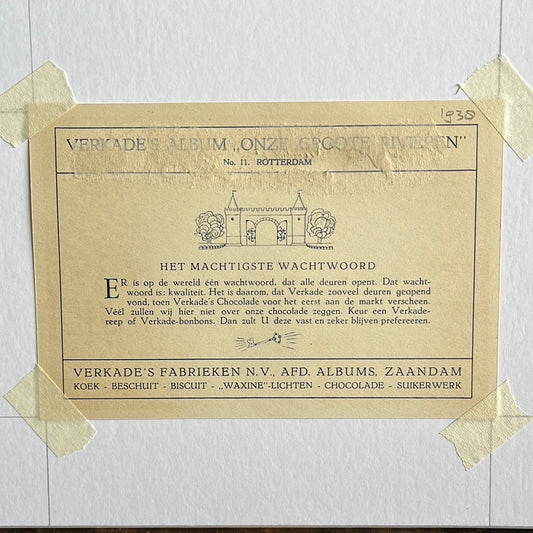 1938
VERKADE'S ALBUM „ONZE GROOTE RIVIEREN"
No. 11. ROTTERDAM
HET MACHTIGSTE WACHTWOORD
ER is op de wereld één wachtwoord, dat alle deuren opent. Dat wacht-
woord is: kwaliteit. Het is daarom, dat Verkade zooveel deuren geopend
vond, toen Verkade's Chocolade voor het eerst aan de markt verscheen.
Véél zullen wij hier niet over onze chocolade zeggen. Keur een Verkade-
reep of Verkade-bonbons. Dan zult U deze vast en zeker blijven prefereeren.
VERKADE'S FABRIEKEN N.V., AFD. ALBUMS, ZAANDAM
KOEK - BESCHUIT - BISCUIT - „WAXINE"-LICHTEN - CHOCOLADE - SUIKERWERK